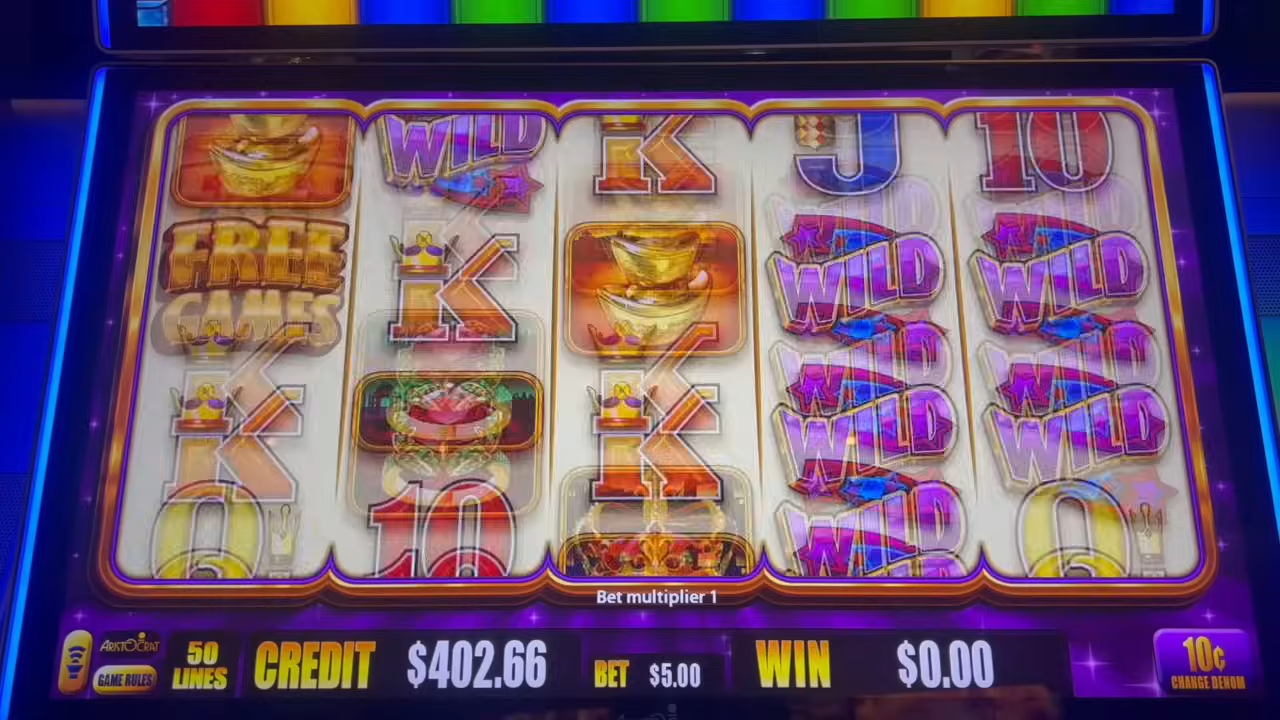 WILD K J 10
FREE
GAMES
K WILD WILD
K K WILD WILD
Q 10 WILD Q
Bet multiplier 1
ARISTOCRAT
GAME RULES
50
LINES
CREDIT $402.66
BET $5.00
WIN $0.00
10¢
CHANGE DENOM